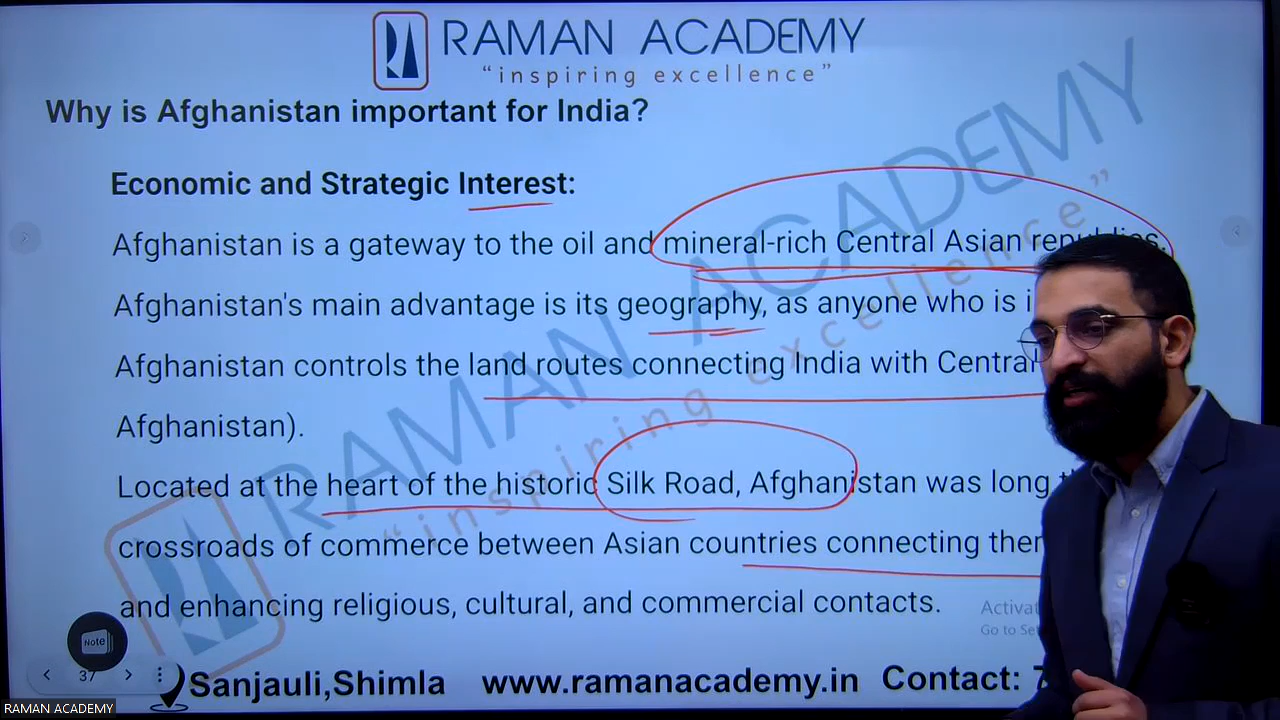 RAMAN ACADEMY
“inspiring excellence”
Why is Afghanistan important for India?
Economic and Strategic Interest:
Afghanistan is a gateway to the oil and mineral-rich Central Asian republics.
Afghanistan's main advantage is its geography, as anyone who is
Afghanistan controls the land routes connecting India with Central
Afghanistan).
Located at the heart of the historic Silk Road, Afghanistan was long
crossroads of commerce between Asian countries connecting
and enhancing religious, cultural, and commercial contacts.
RAMAN ACADEMY
“inspiring excellence”
Go to
Note
37
Sanjauli,Shimla www.ramanacademy.in Contact:
RAMAN ACADEMY